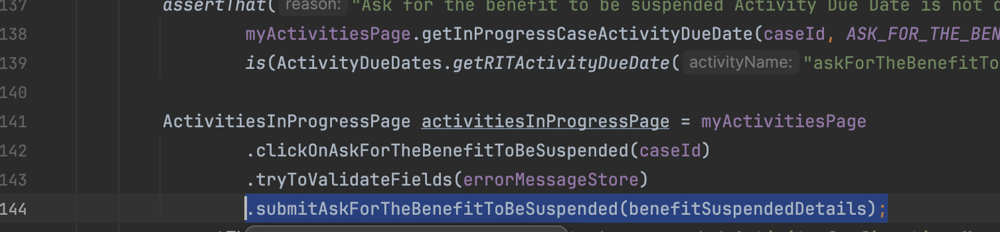 137 assertThat( reason: "Ask for the benefit to be suspended Activity Due Date is not
138 myActivitiesPage.getInProgressCaseActivityDueDate(caseId, ASK_FOR_THE_BEN
139 is(ActivityDueDates.getRITActivityDueDate( activityName: "askForTheBenefitTo
140
141 ActivitiesInProgressPage activitiesInProgressPage = myActivitiesPage
142 .clickOnAskForTheBenefitToBeSuspended(caseId)
143 .tryToValidateFields(errorMessageStore)
144 .submitAskForTheBenefitToBeSuspended(benefitSuspendedDetails);